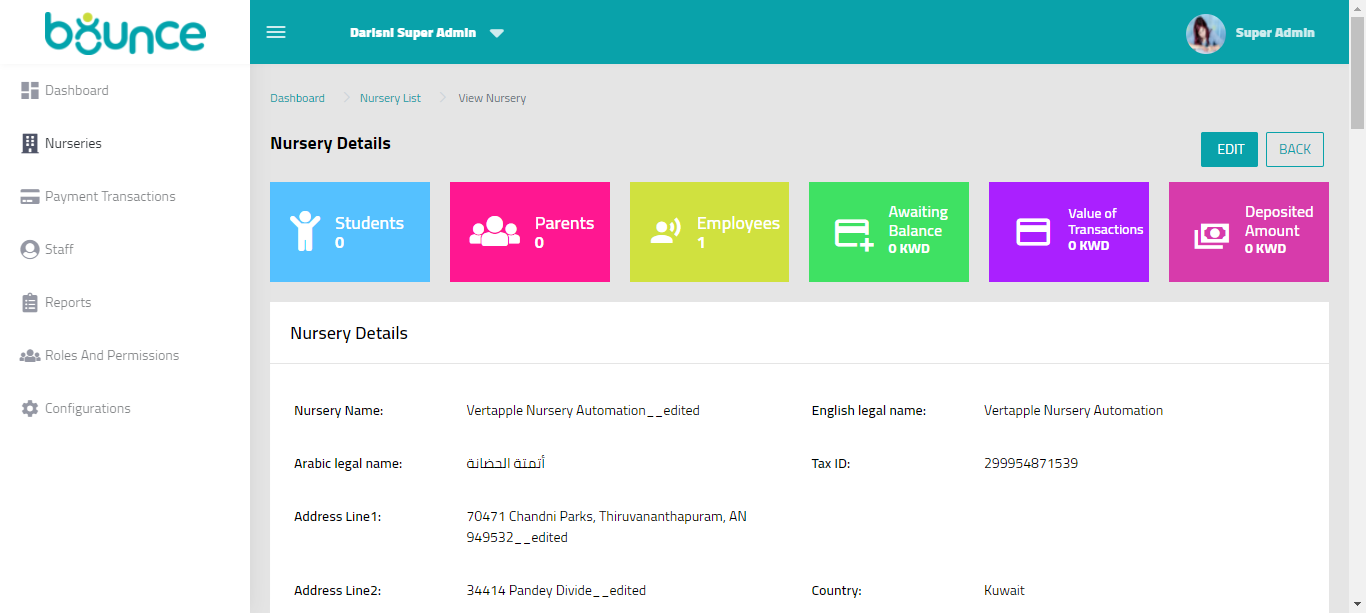 bounce
Darisni Super Admin
Super Admin
Dashboard
Nurseries
Payment Transactions
Staff
Reports
Roles And Permissions
Configurations
Dashboard
Nursery List
View Nursery
Nursery Details
EDIT
BACK
Students
0
Parents
0
Employees
1
Awaiting
Balance
0 KWD
Value of
Transactions
0 KWD
Deposited
Amount
0 KWD
Nursery Details
Nursery Name:
Vertapple Nursery Automation__edited
English legal name:
Vertapple Nursery Automation
Arabic legal name:
أتمتة الحضانة
Tax ID:
299954871539
Address Line1:
70471 Chandni Parks, Thiruvananthapuram, AN
949532__edited
Address Line2:
34414 Pandey Divide__edited
Country:
Kuwait